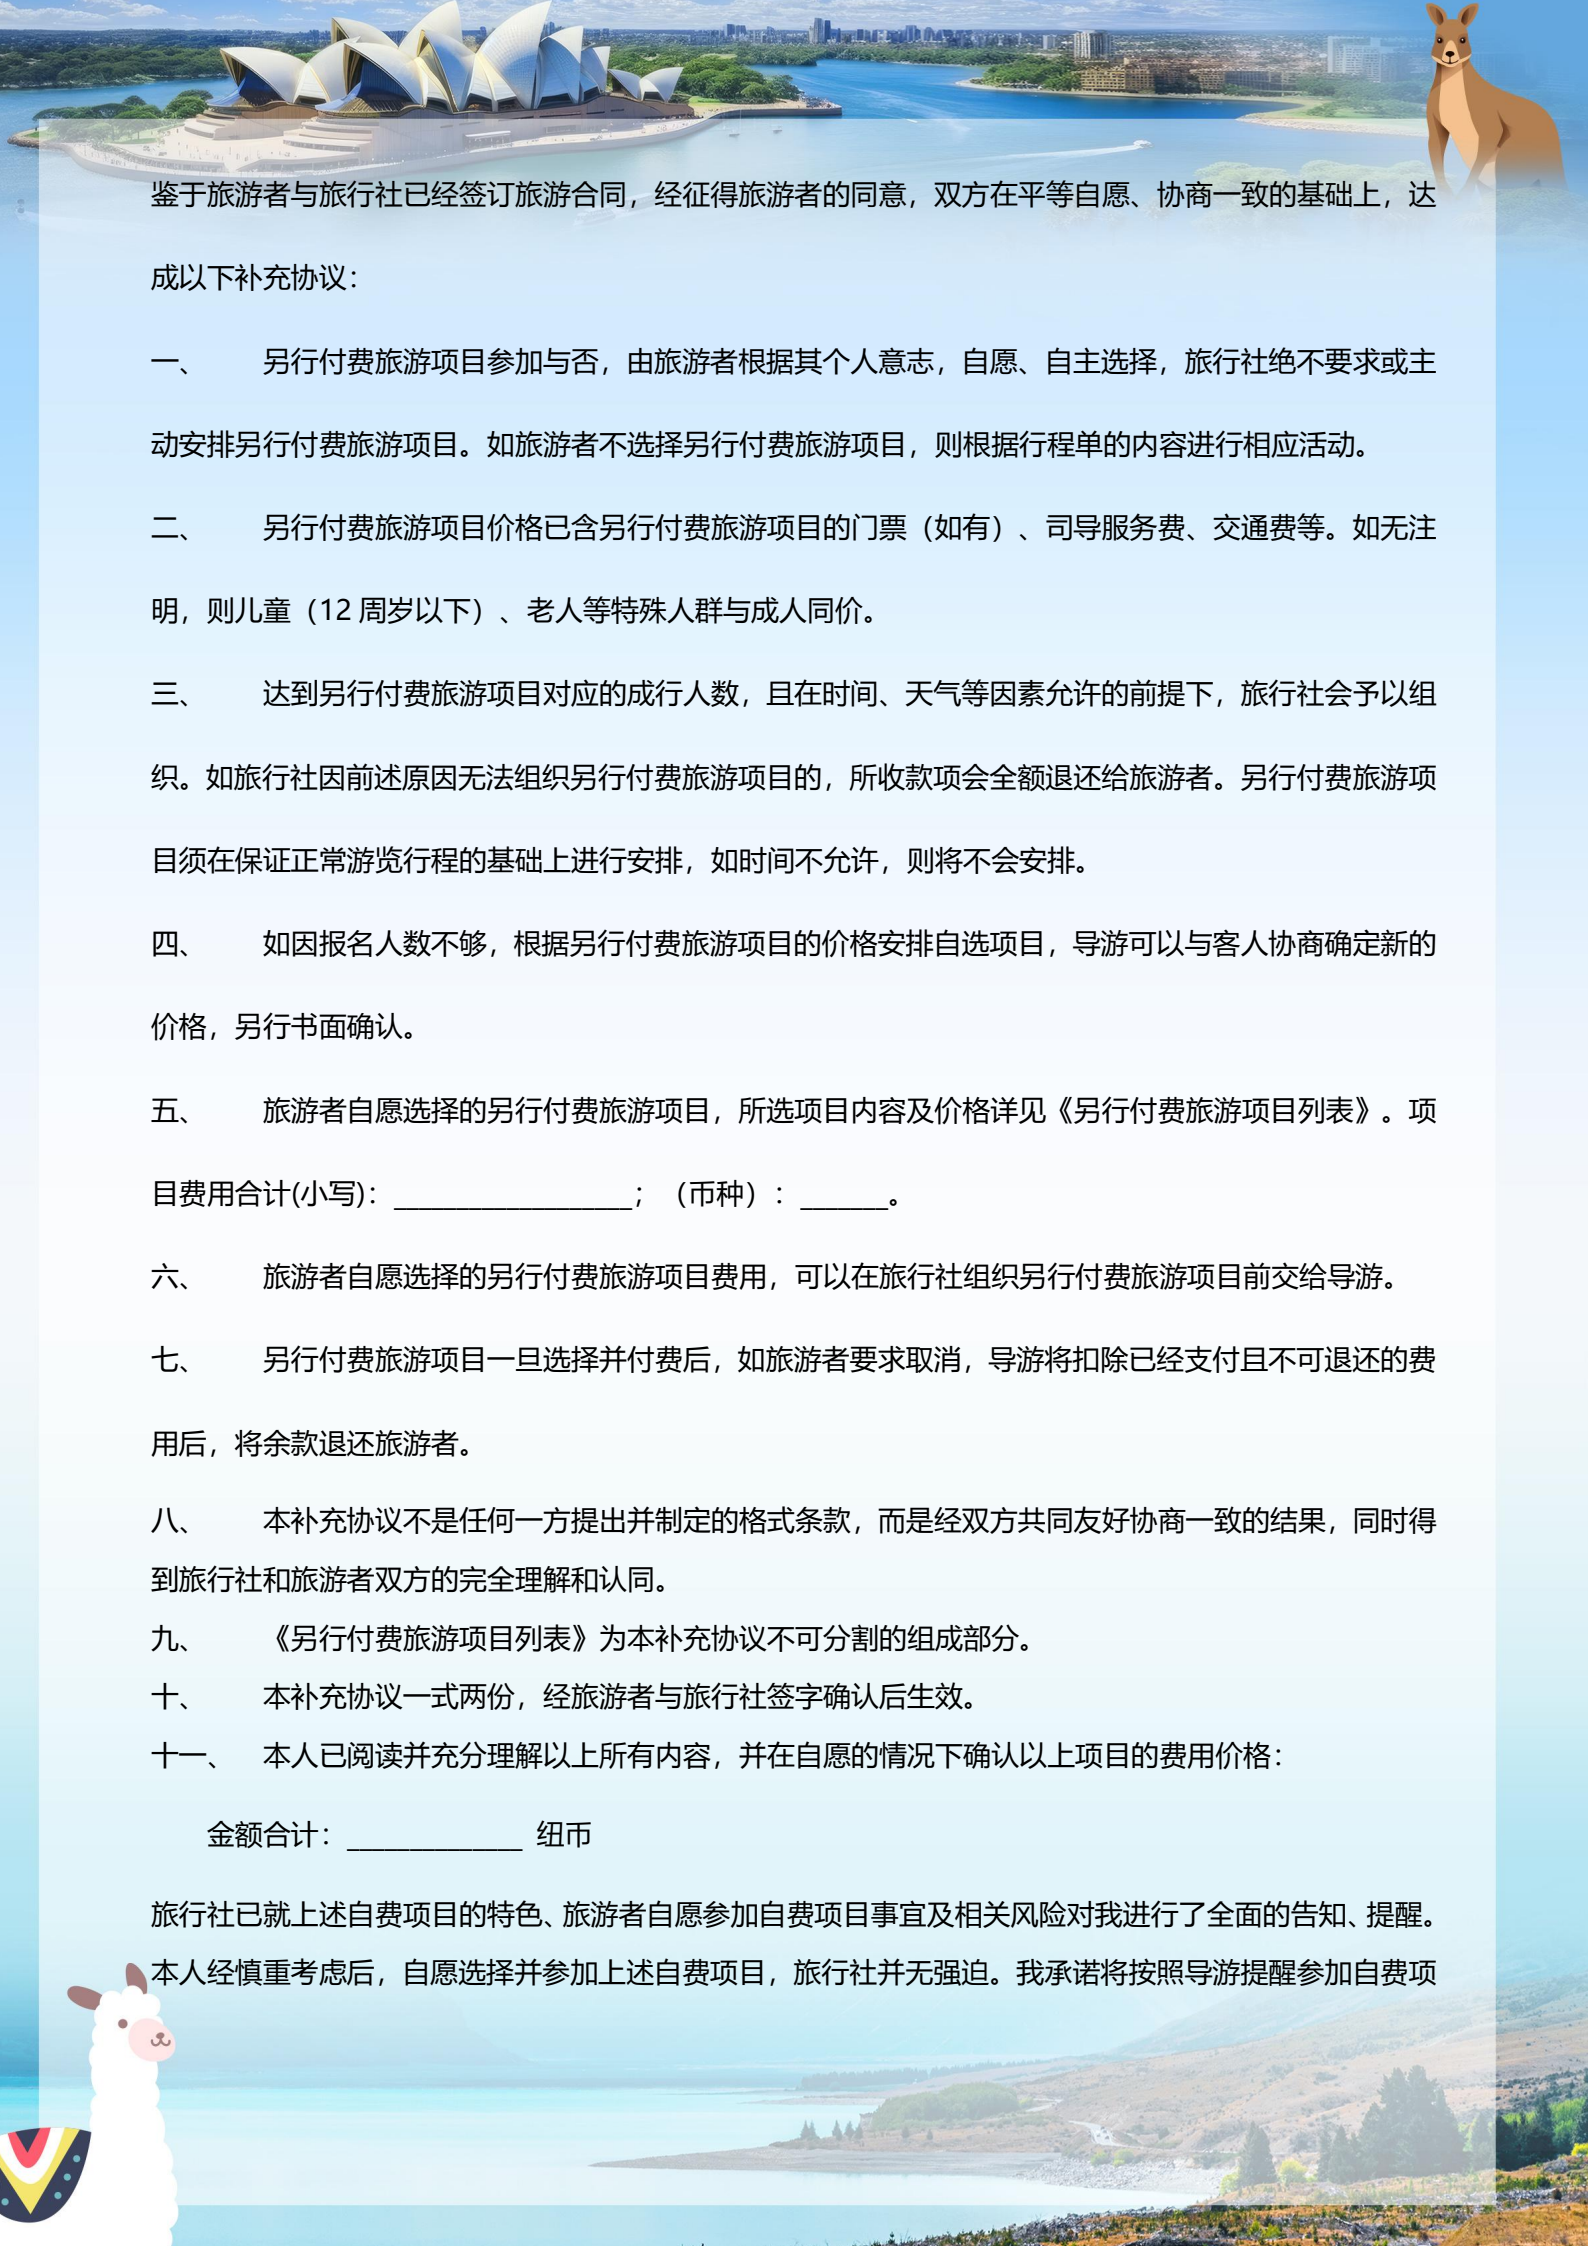 鉴于旅游者与旅行社已经签订旅游合同，经征得旅游者的同意，双方在平等自愿、协商一致的基础上，达
成以下补充协议：
一、 另行付费旅游项目参加与否，由旅游者根据其个人意志，自愿、自主选择，旅行社绝不要求或主
动安排另行付费旅游项目。如旅游者不选择另行付费旅游项目，则根据行程单的内容进行相应活动。
二、 另行付费旅游项目价格已含另行付费旅游项目的门票（如有）、司导服务费、交通费等。如无注
明，则儿童（12 周岁以下）、老人等特殊人群与成人同价。
三、 达到另行付费旅游项目对应的成行人数，且在时间、天气等因素允许的前提下，旅行社会予以组
织。如旅行社因前述原因无法组织另行付费旅游项目的，所收款项会全额退还给旅游者。另行付费旅游项
目须在保证正常游览行程的基础上进行安排，如时间不允许，则将不会安排。
四、 如因报名人数不够，根据另行付费旅游项目的价格安排自选项目，导游可以与客人协商确定新的
价格，另行书面确认。
五、 旅游者自愿选择的另行付费旅游项目，所选项目内容及价格详见《另行付费旅游项目列表》。项
目费用合计(小写)：___________________；（币种）：_______。
六、 旅游者自愿选择的另行付费旅游项目费用，可以在旅行社组织另行付费旅游项目前交给导游。
七、 另行付费旅游项目一旦选择并付费后，如旅游者要求取消，导游将扣除已经支付且不可退还的费
用后，将余款退还旅游者。
八、 本补充协议不是任何一方提出并制定的格式条款，而是经双方共同友好协商一致的结果，同时得
到旅行社和旅游者双方的完全理解和认同。
九、 《另行付费旅游项目列表》为本补充协议不可分割的组成部分。
十、 本补充协议一式两份，经旅游者与旅行社签字确认后生效。
十一、 本人已阅读并充分理解以上所有内容，并在自愿的情况下确认以上项目的费用价格：
金额合计：______________ 纽币
旅行社已就上述自费项目的特色、旅游者自愿参加自费项目事宜及相关风险对我进行了全面的告知、提醒。
本人经慎重考虑后，自愿选择并参加上述自费项目，旅行社并无强迫。我承诺将按照导游提醒参加自费项